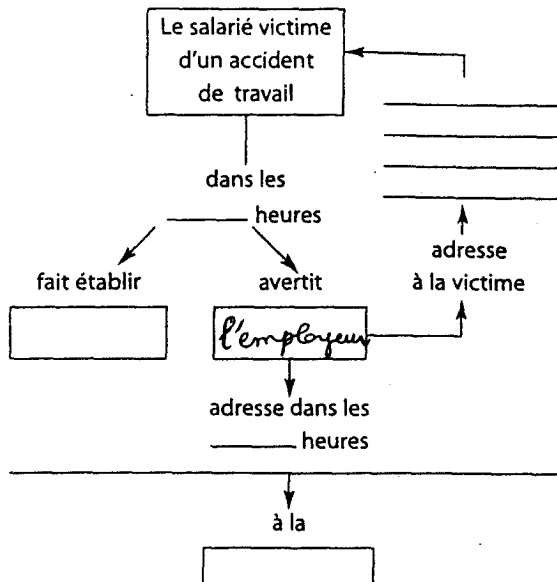 Le salarié victime
d'un accident
de travail
dans les
heures
fait établir
avertit
adresse
à la victime
l'employeur
adresse dans les
heures
à la